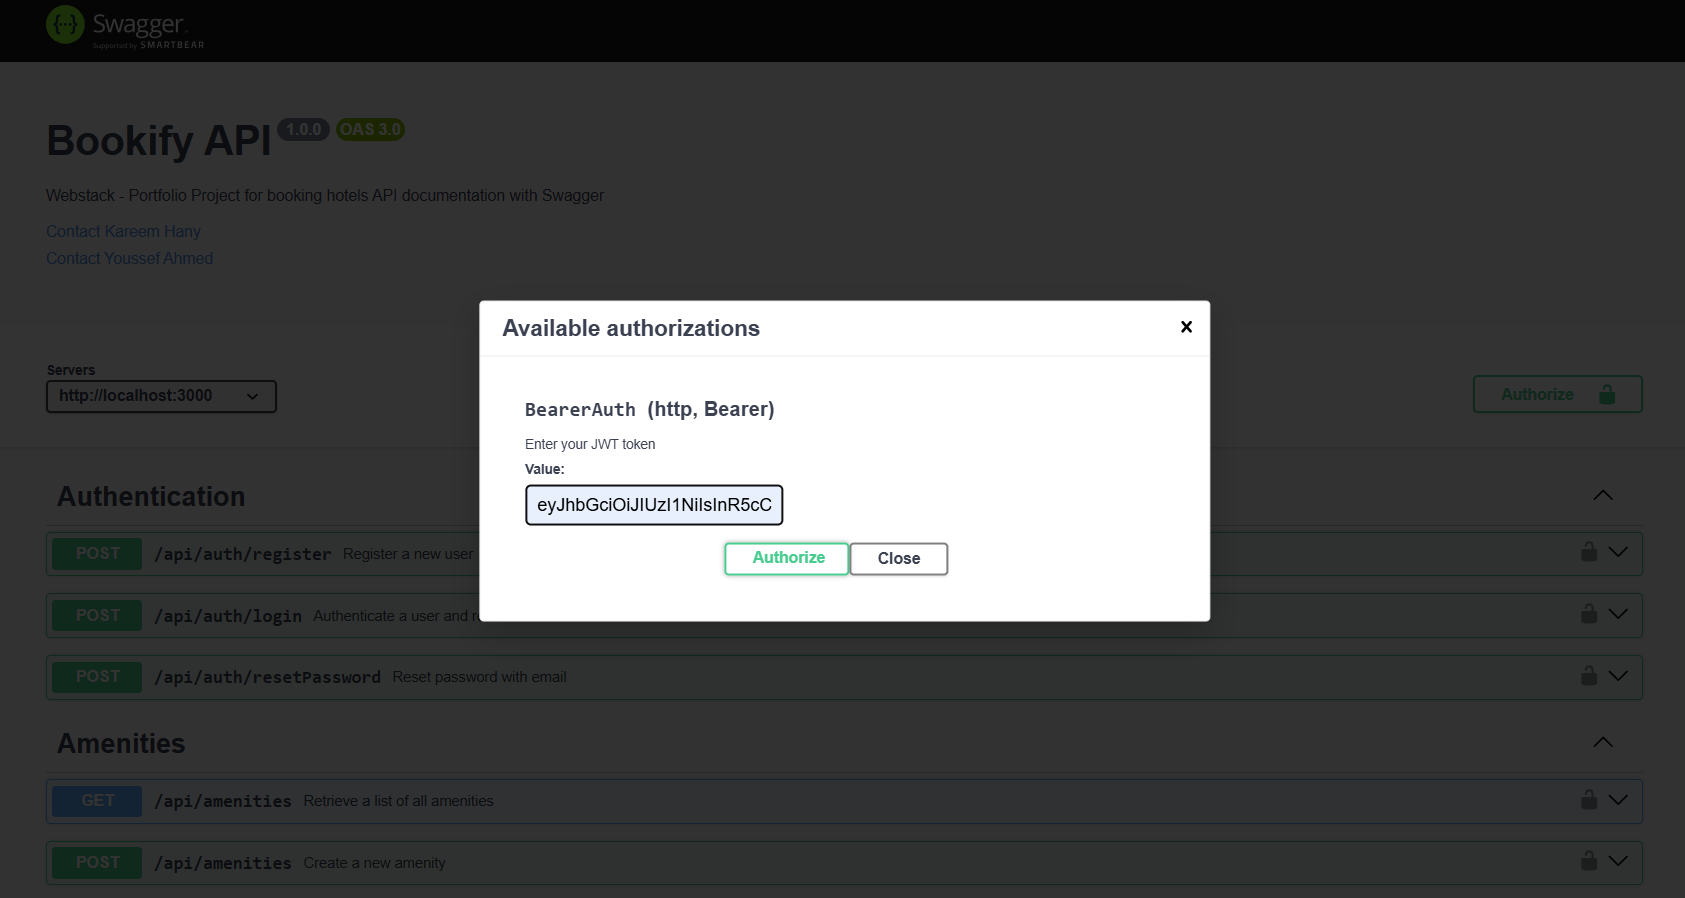 Swagger.
Supported by SMARTBEAR
Bookify API 1.0.0 OAS 3.0
Webstack - Portfolio Project for booking hotels API documentation with Swagger
Contact Kareem Hany
Contact Youssef Ahmed
Available authorizations
Servers
http://localhost:3000
Authorize
BearerAuth (http, Bearer)
Enter your JWT token
Value:
eyJhbGciOiJIUzI1NiIsInR5cC
Authorize Close
Authentication
POST /api/auth/register Register a new user
POST /api/auth/login Authenticate a user and
POST /api/auth/resetPassword Reset password with email
Amenities
GET /api/amenities Retrieve a list of all amenities
POST /api/amenities Create a new amenity